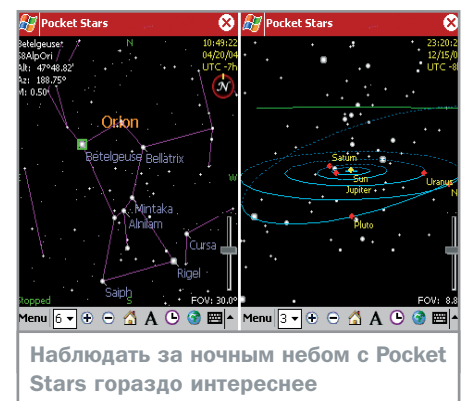 Pocket Stars
Betelgeuse
58AlpOri
Alt: 47°48.82'
Az: 188.75°
M: 0.50
N
10:49:22
04/20/04
UTC -7h
N
Orion
Betelgeuse
Bellatrix
E
W
Mintaka
Alnilam
Cursa
Rigel
Saiph
Stopped
S
FOV: 30.0°
Menu 6
A
Pocket Stars
23:20:2
12/15/0
UTC -8
Saturn
Sun
Jupiter
Uranus
N
Pluto
FOV: 8.8
Menu 3
A
Наблюдать за ночным небом с Pocket
Stars гораздо интереснее